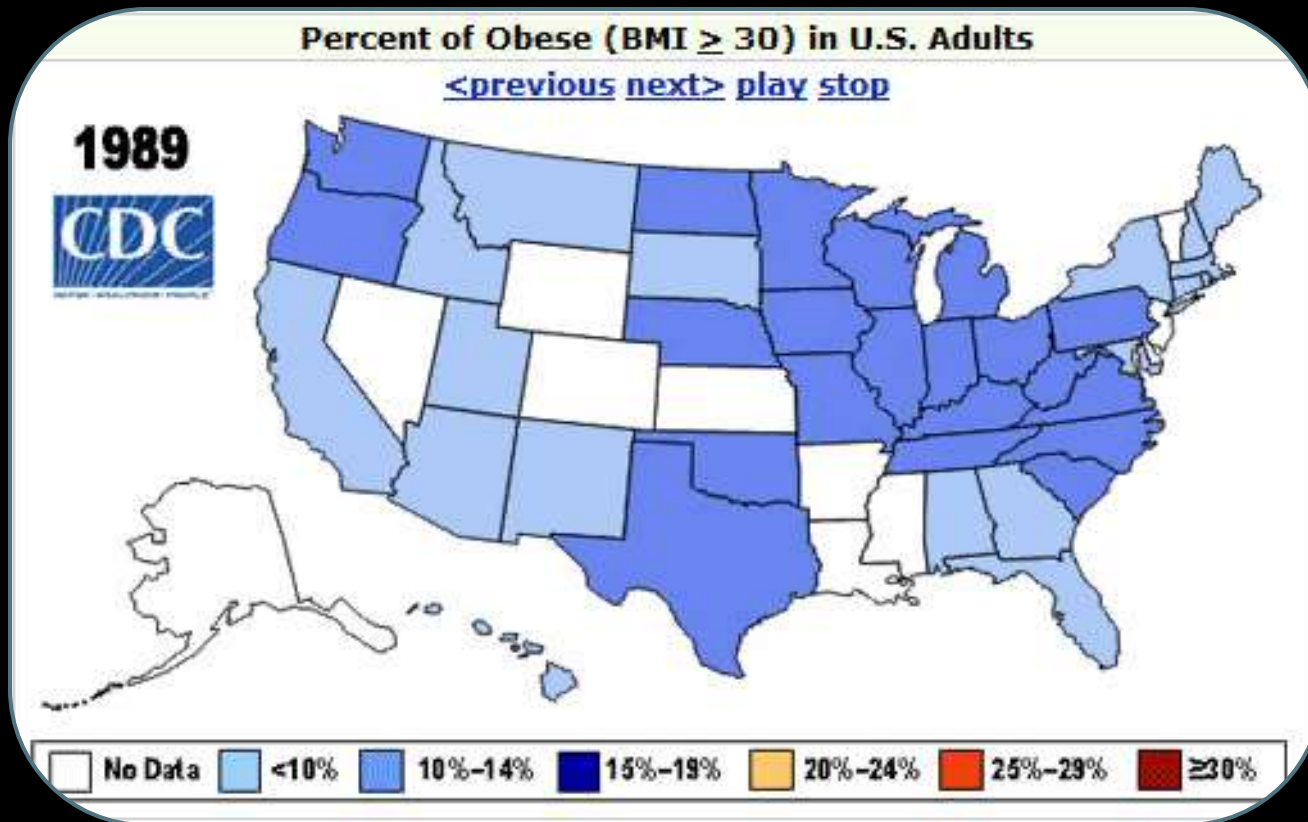 Percent of Obese (BMI ≥ 30) in U.S. Adults
<previous next> play stop
1989
CDC
No Data <10% 10%–14% 15%–19% 20%–24% 25%–29% ≥30%